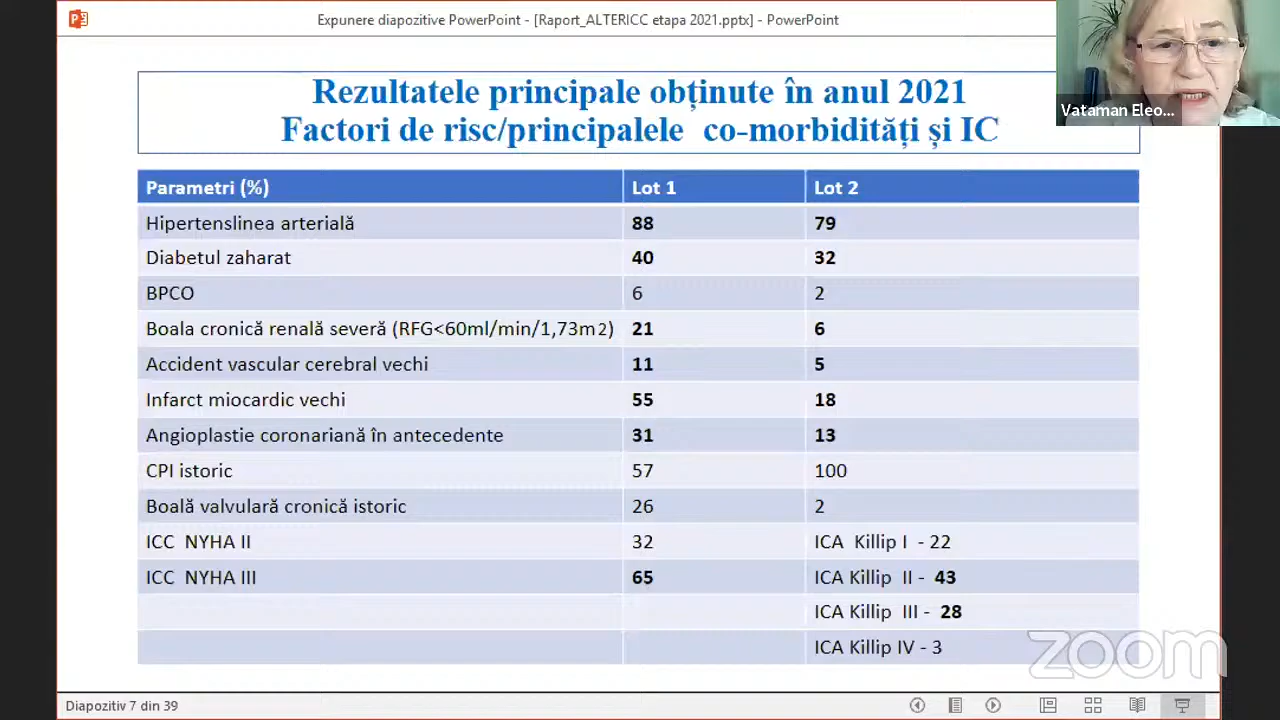 Expunere diapozitive PowerPoint - [Raport_ALTERICC etapa 2021.pptx] - PowerPoint
Vataman Eleo...
Rezultatele principale obținute în anul 2021
Factori de risc/principalele co-morbidități și IC
Parametri (%) Lot 1 Lot 2
Hipertenslinea arterială 88 79
Diabetul zaharat 40 32
BPCO 6 2
Boala cronică renală severă (RFG<60ml/min/1,73m2) 21 6
Accident vascular cerebral vechi 11 5
Infarct miocardic vechi 55 18
Angioplastie coronariană în antecedente 31 13
CPI istoric 57 100
Boală valvulară cronică istoric 26 2
ICC NYHA II 32 ICA Killip I - 22
ICC NYHA III 65 ICA Killip II - 43
ICA Killip III - 28
ICA Killip IV - 3
zoom
Diapozitiv 7 din 39